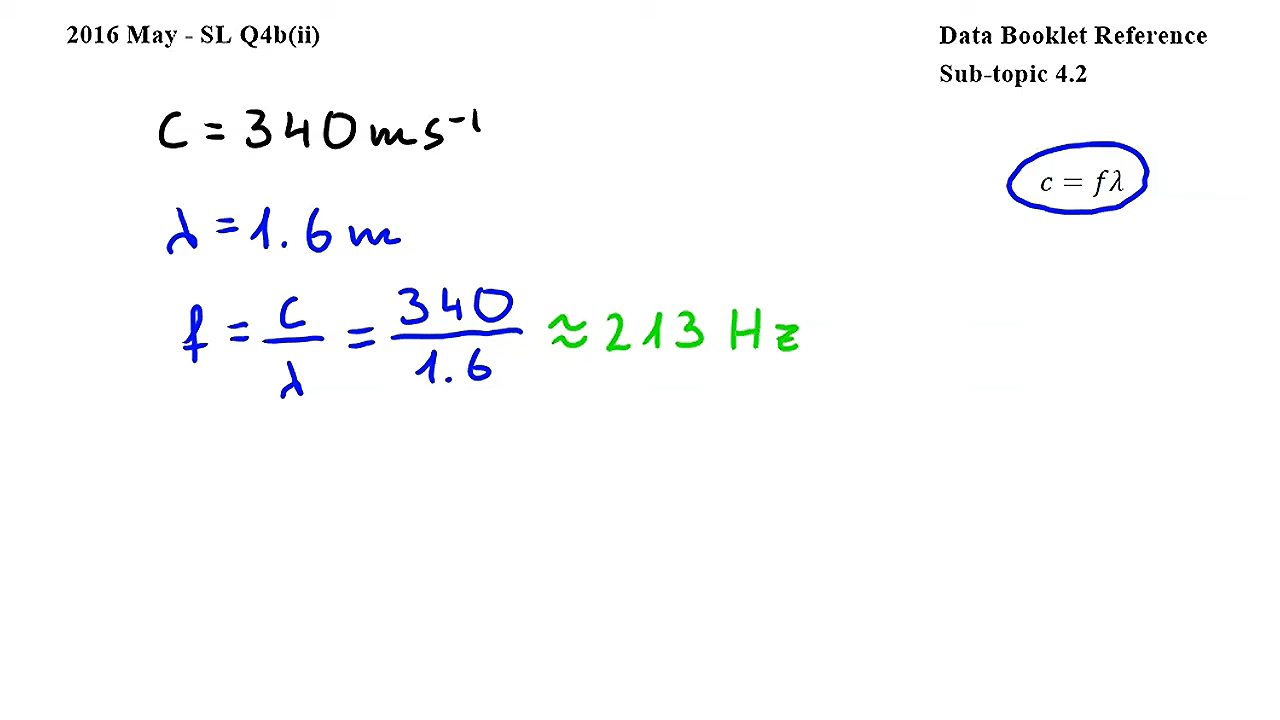 2016 May - SL Q4b(ii)
Data Booklet Reference
Sub-topic 4.2
c = fλ
C = 340 m s⁻¹
λ = 1.6 m
f = c/λ = 340/1.6 ≈ 213 Hz